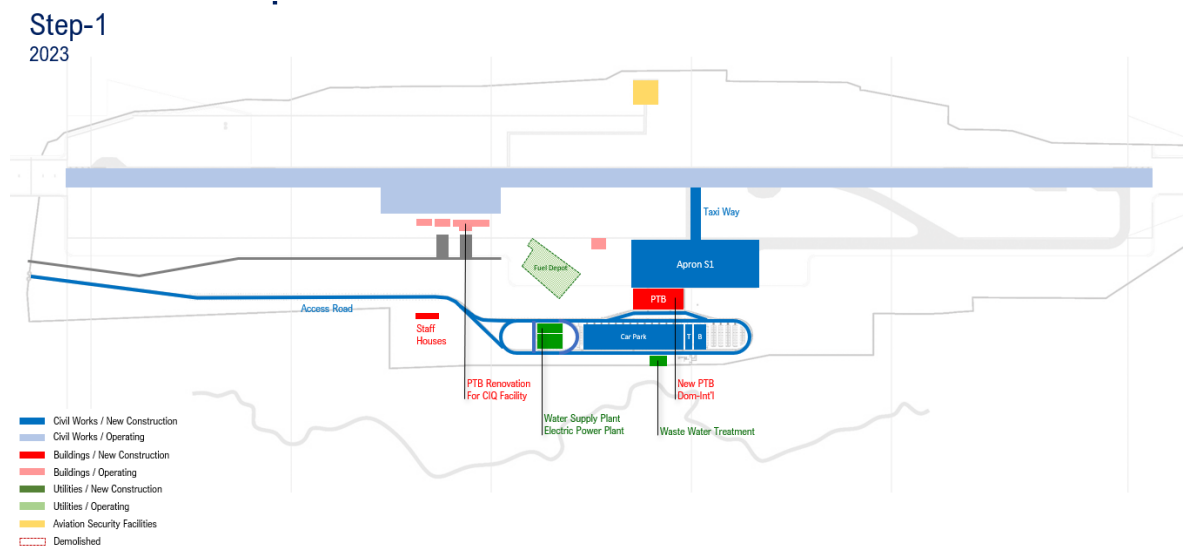 Step-1
2023
Taxi Way
Fuel Depot
Apron S1
PTB
Access Road
Staff
Houses
Car Park
T
B
PTB Renovation
For CIQ Facility
New PTB
Dom-Int'l
Water Supply Plant
Electric Power Plant
Waste Water Treatment
Civil Works / New Construction
Civil Works / Operating
Buildings / New Construction
Buildings / Operating
Utilities / New Construction
Utilities / Operating
Aviation Security Facilities
Demolished